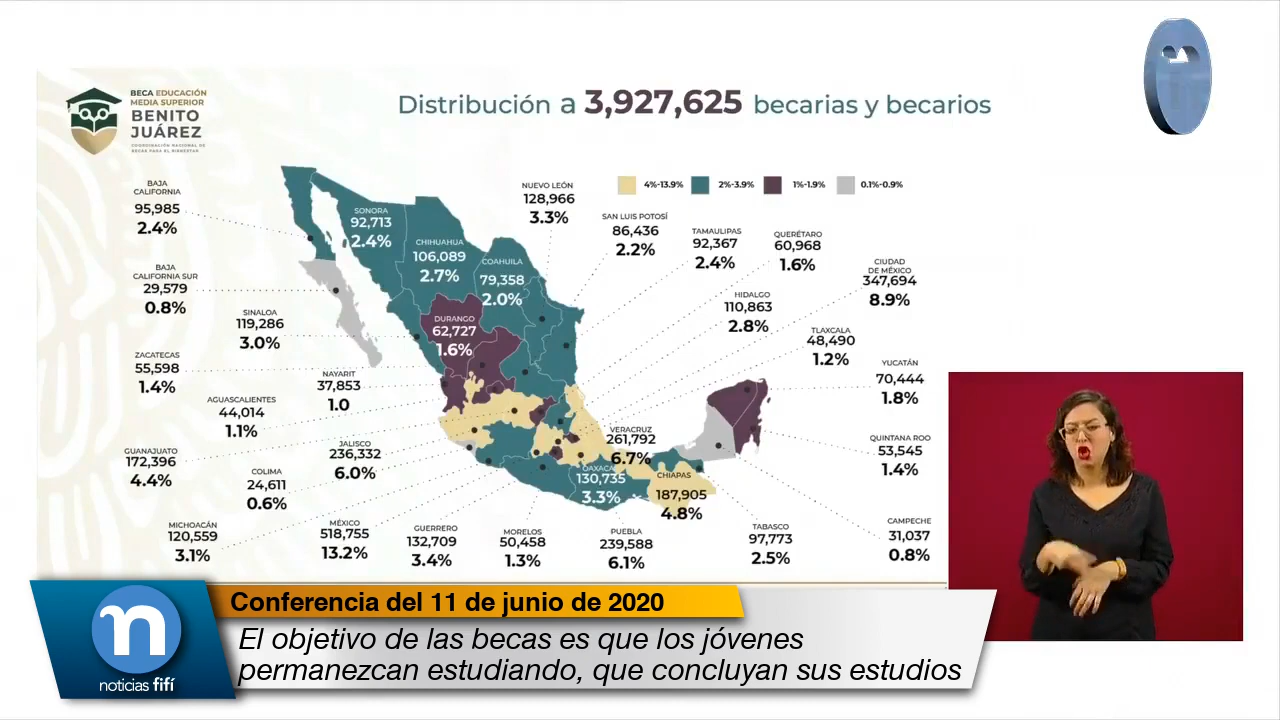 BECA EDUCACIÓN
MEDIA SUPERIOR
BENITO
JUÁREZ
COORDINACIÓN NACIONAL DE
BECAS PARA EL BIENESTAR
Distribución a 3,927,625 becarias y becarios
4%-13.9%
2%-3.9%
1%-1.9%
0.1%-0.9%
BAJA
CALIFORNIA
95,985
2.4%
SONORA
92,713
2.4%
CHIHUAHUA
106,089
2.7%
COAHUILA
79,358
2.0%
NUEVO LEÓN
128,966
3.3%
SAN LUIS POTOSÍ
86,436
2.2%
TAMAULIPAS
92,367
2.4%
QUERÉTARO
60,968
1.6%
CIUDAD
DE MÉXICO
347,694
8.9%
BAJA
CALIFORNIA SUR
29,579
0.8%
SINALOA
119,286
3.0%
DURANGO
62,727
1.6%
HIDALGO
110,863
2.8%
TLAXCALA
48,490
1.2%
ZACATECAS
55,598
1.4%
NAYARIT
37,853
1.0
YUCATÁN
70,444
1.8%
AGUASCALIENTES
44,014
1.1%
GUANAJUATO
172,396
4.4%
JALISCO
236,332
6.0%
COLIMA
24,611
0.6%
VERACRUZ
261,792
6.7%
OAXACA
130,735
3.3%
CHIAPAS
187,905
4.8%
QUINTANA ROO
53,545
1.4%
MICHOACÁN
120,559
3.1%
MÉXICO
518,755
13.2%
GUERRERO
132,709
3.4%
MORELOS
50,458
1.3%
PUEBLA
239,588
6.1%
TABASCO
97,773
2.5%
CAMPECHE
31,037
0.8%
Conferencia del 11 de junio de 2020
El objetivo de las becas es que los jóvenes
permanezcan estudiando, que concluyan sus estudios
n
noticias fifí